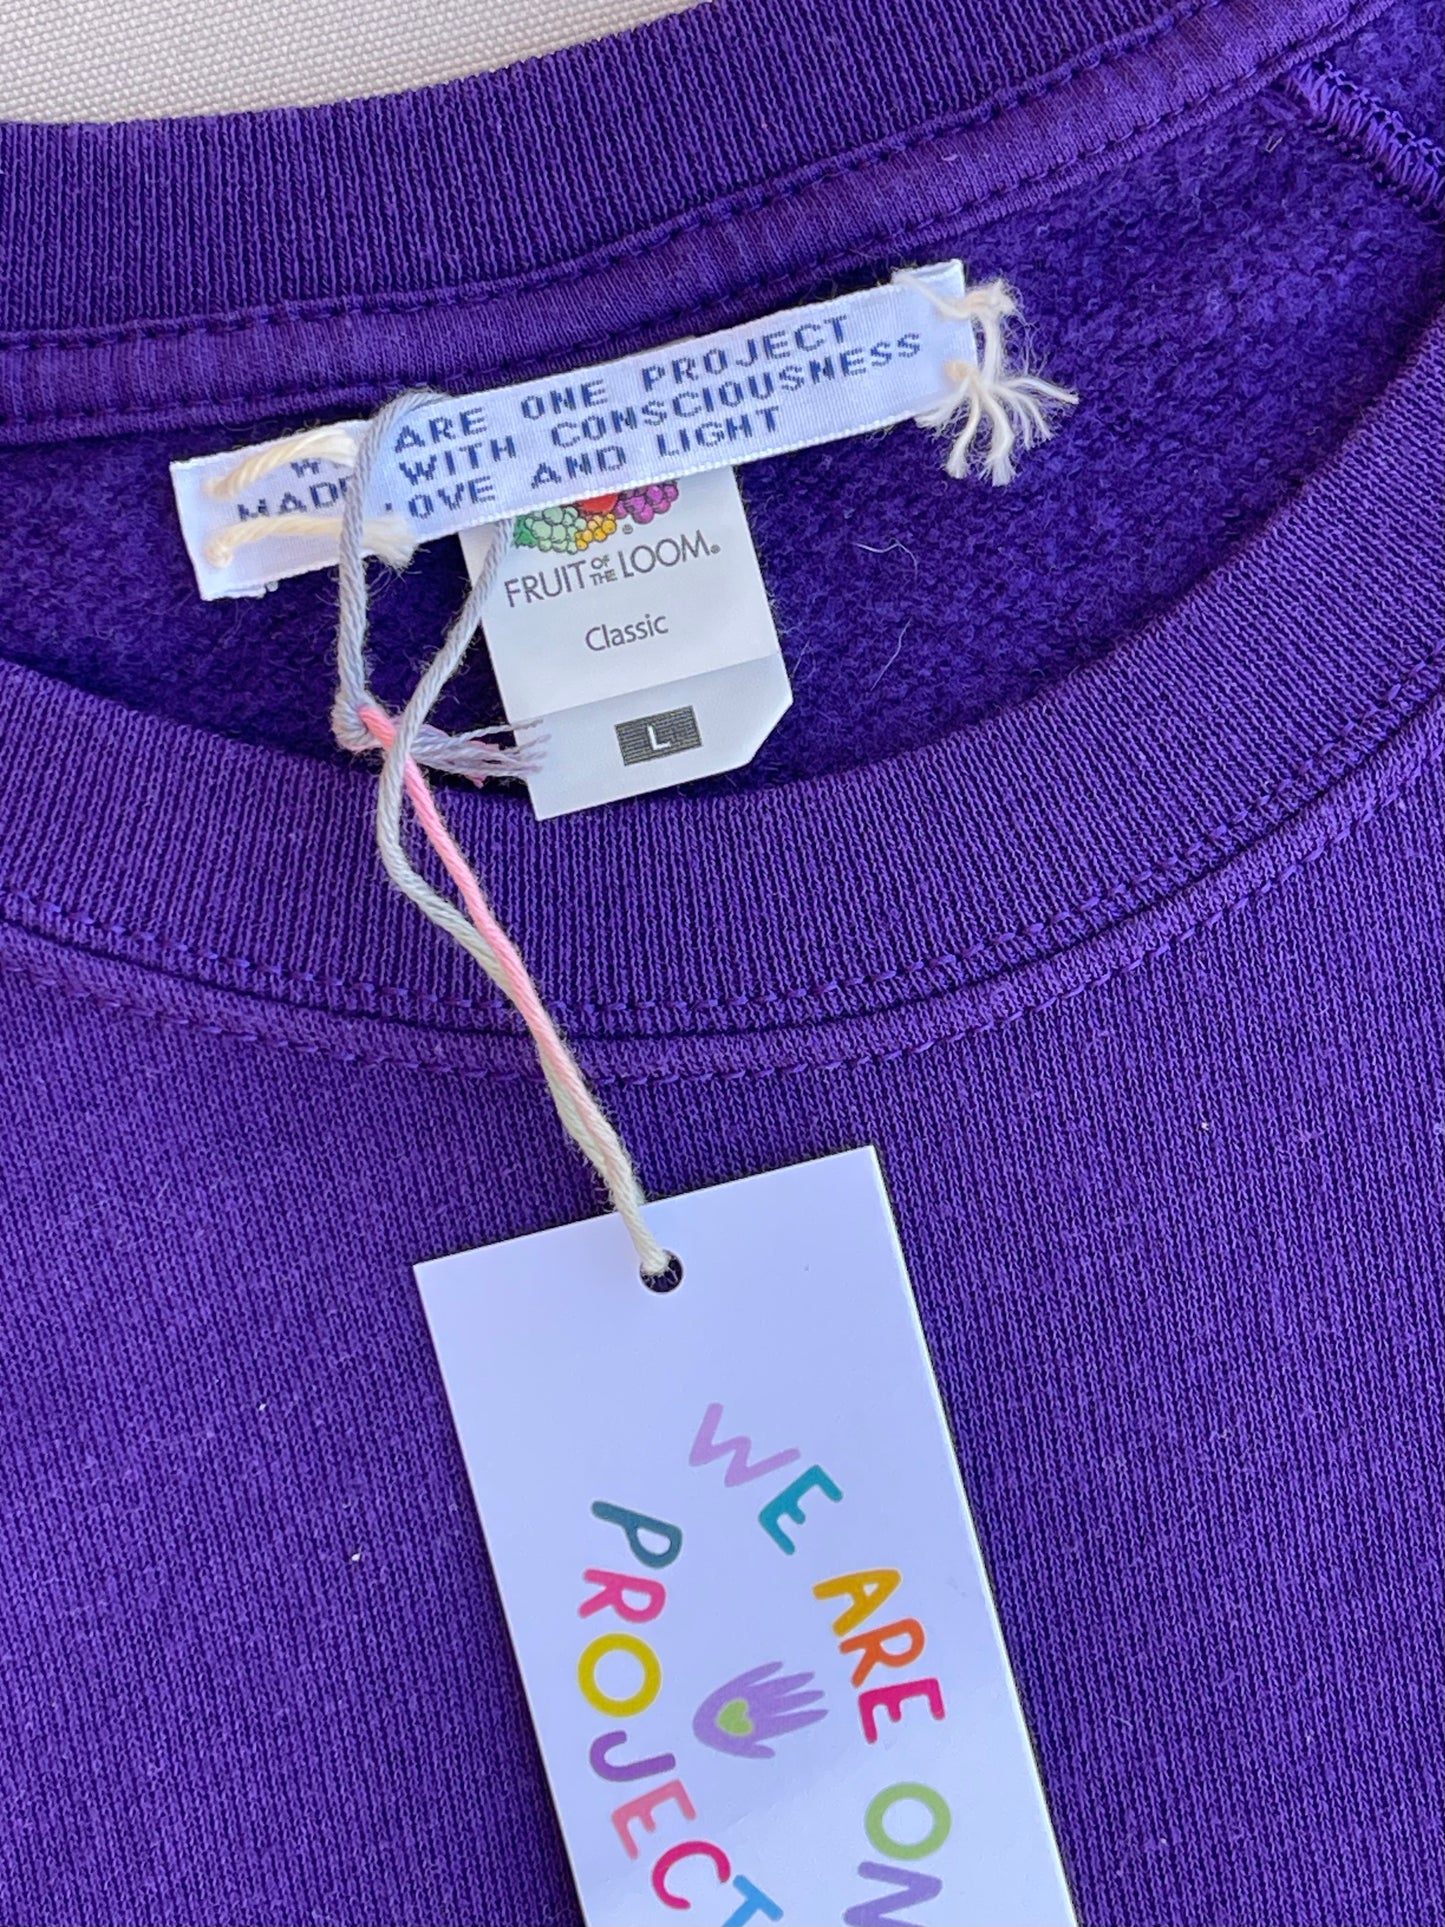 WE ARE ONE PROJECT
MADE WITH CONSCIOUSNESS
LOVE AND LIGHT
FRUIT OF THE LOOM®
Classic
L
WE ARE ON
PROJECT